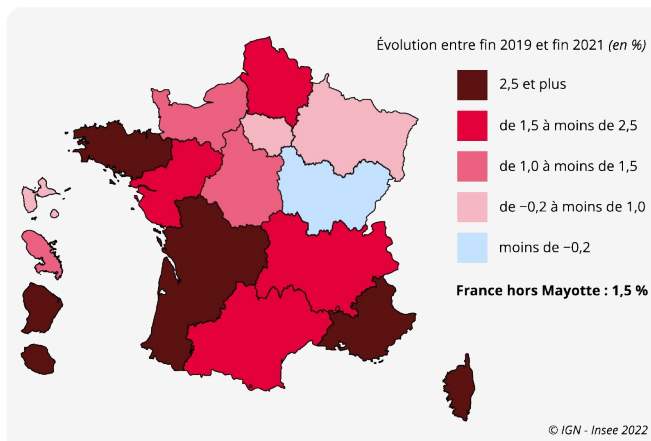 Évolution entre fin 2019 et fin 2021 (en %)
2,5 et plus
de 1,5 à moins de 2,5
de 1,0 à moins de 1,5
de −0,2 à moins de 1,0
moins de −0,2
France hors Mayotte : 1,5 %
© IGN - Insee 2022